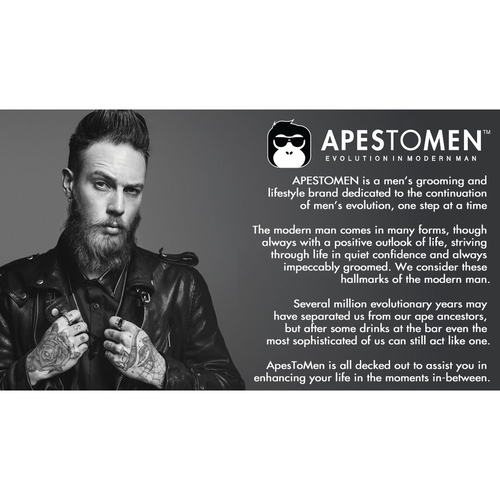 APESTOMEN™
EVOLUTION IN MODERN MAN
APESTOMEN is a men's grooming and
lifestyle brand dedicated to the continuation
of men's evolution, one step at a time
The modern man comes in many forms, though
always with a positive outlook of life, striving
through life in quiet confidence and always
impeccably groomed. We consider these
hallmarks of the modern man.
Several million evolutionary years may
have separated us from our ape ancestors,
but after some drinks at the bar even the
most sophisticated of us can still act like one.
ApesToMen is all decked out to assist you in
enhancing your life in the moments in-between.